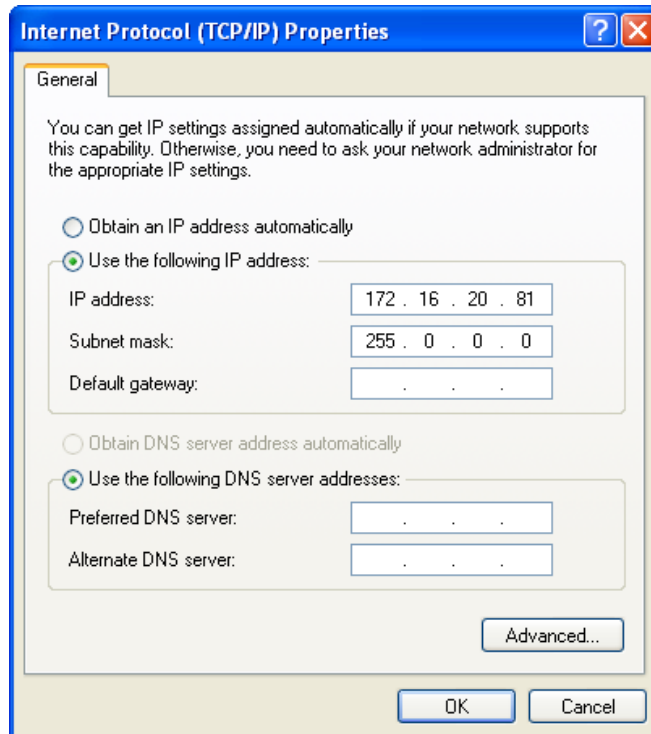 Internet Protocol (TCP/IP) Properties
General
You can get IP settings assigned automatically if your network supports
this capability. Otherwise, you need to ask your network administrator for
the appropriate IP settings.
Obtain an IP address automatically
Use the following IP address:
IP address: 172 . 16 . 20 . 81
Subnet mask: 255 . 0 . 0 . 0
Default gateway: . . .
Obtain DNS server address automatically
Use the following DNS server addresses:
Preferred DNS server: . . .
Alternate DNS server: . . .
Advanced...
OK Cancel